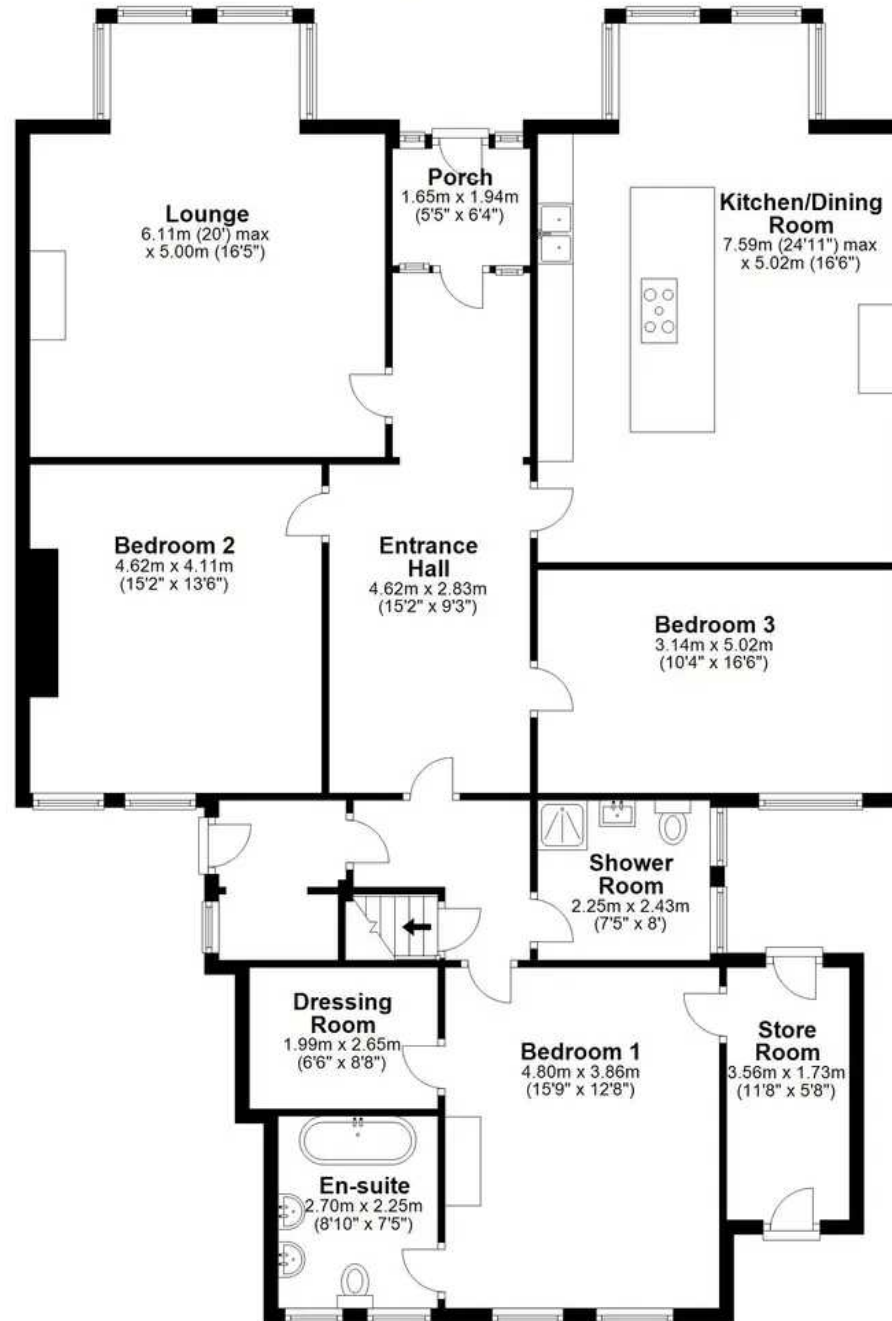 Lounge
6.11m (20') max
x 5.00m (16'5")
Porch
1.65m x 1.94m
(5'5" x 6'4")
Kitchen/Dining
Room
7.59m (24'11") max
x 5.02m (16'6")
Bedroom 2
4.62m x 4.11m
(15'2" x 13'6")
Entrance
Hall
4.62m x 2.83m
(15'2" x 9'3")
Bedroom 3
3.14m x 5.02m
(10'4" x 16'6")
Shower
Room
2.25m x 2.43m
(7'5" x 8')
Dressing
Room
1.99m x 2.65m
(6'6" x 8'8")
Bedroom 1
4.80m x 3.86m
(15'9" x 12'8")
Store
Room
3.56m x 1.73m
(11'8" x 5'8")
En-suite
2.70m x 2.25m
(8'10" x 7'5")